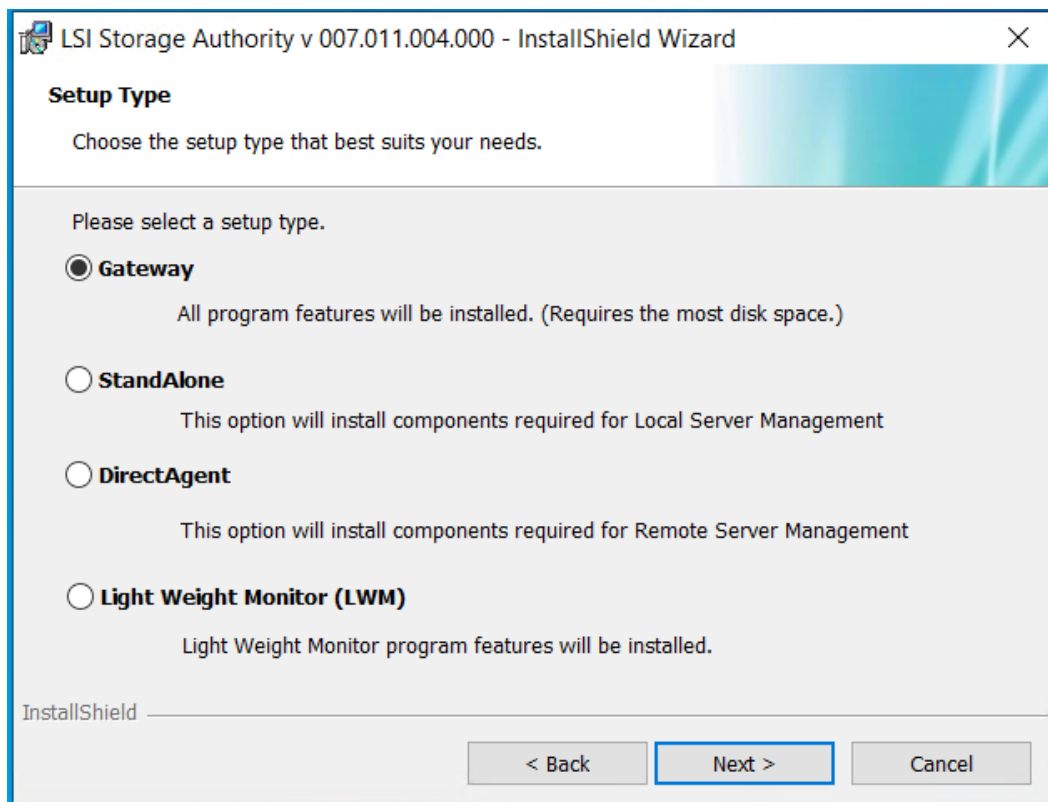 LSI Storage Authority v 007.011.004.000 - InstallShield Wizard
Setup Type
Choose the setup type that best suits your needs.
Please select a setup type.
Gateway
All program features will be installed. (Requires the most disk space.)
StandAlone
This option will install components required for Local Server Management
DirectAgent
This option will install components required for Remote Server Management
Light Weight Monitor (LWM)
Light Weight Monitor program features will be installed.
InstallShield
< Back Next > Cancel